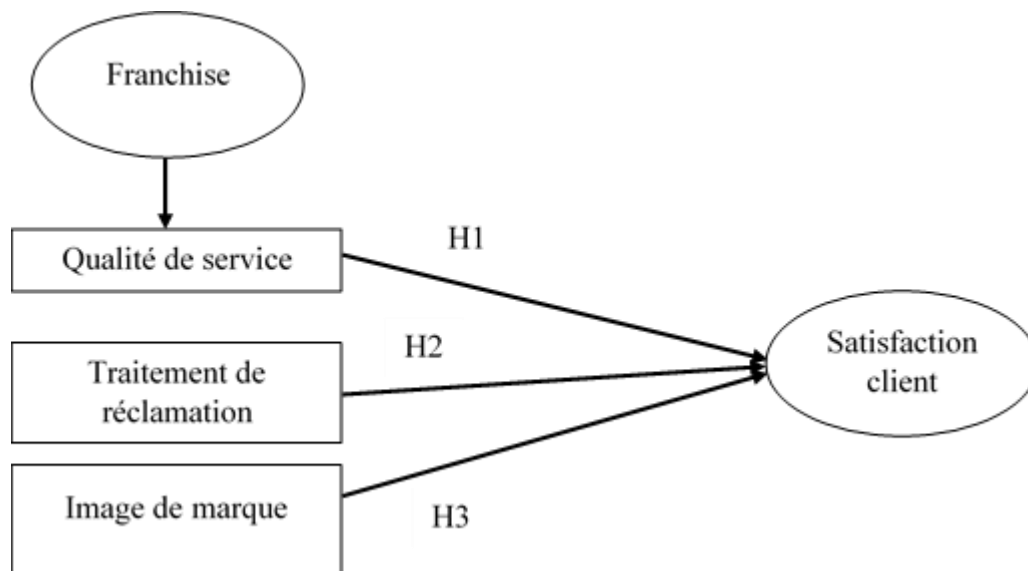 Franchise
H1
Qualité de service
H2
Traitement de
réclamation
Satisfaction
client
Image de marque
H3